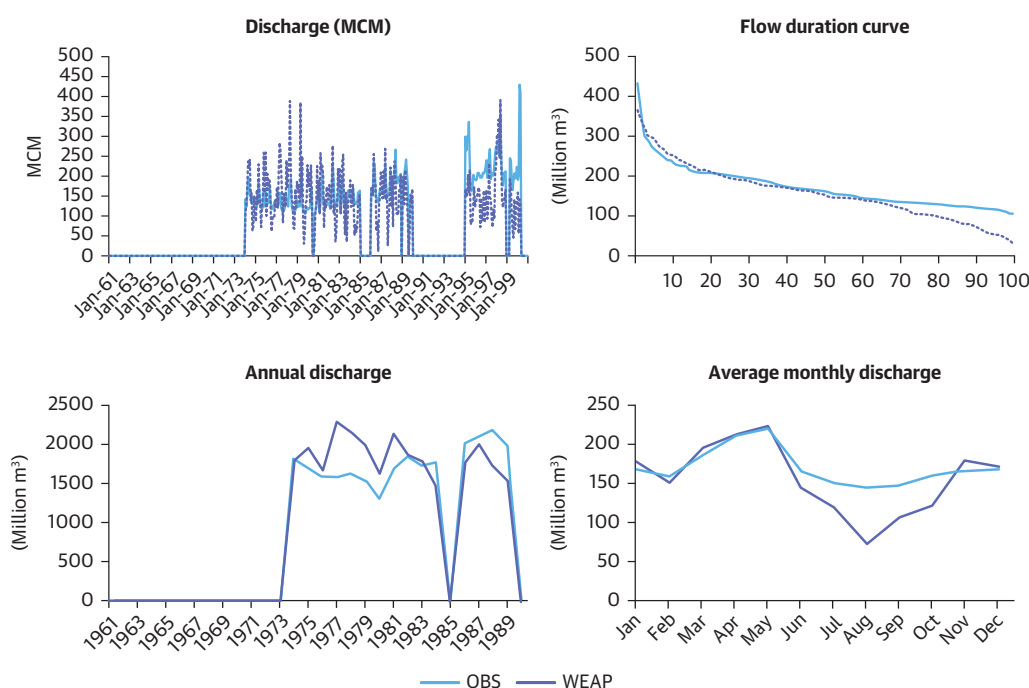 Discharge (MCM)
MCM
500
450
400
350
300
250
200
150
100
50
0
Jan-61
Jan-63
Jan-65
Jan-67
Jan-69
Jan-71
Jan-73
Jan-75
Jan-77
Jan-79
Jan-81
Jan-83
Jan-85
Jan-87
Jan-89
Jan-91
Jan-93
Jan-95
Jan-97
Jan-99
Flow duration curve
(Million m³)
500
400
300
200
100
0
10 20 30 40 50 60 70 80 90 100
Annual discharge
(Million m³)
2500
2000
1500
1000
500
0
1961
1963
1965
1967
1969
1971
1973
1975
1977
1979
1981
1983
1985
1987
1989
Average monthly discharge
(Million m³)
250
200
150
100
50
0
Jan
Feb
Mar
Apr
May
Jun
Jul
Aug
Sep
Oct
Nov
Dec
OBS WEAP